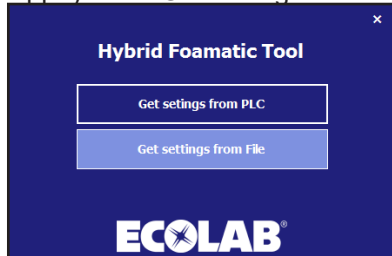 ×
Hybrid Foamatic Tool
Get setings from PLC
Get settings from File
ECOLAB®